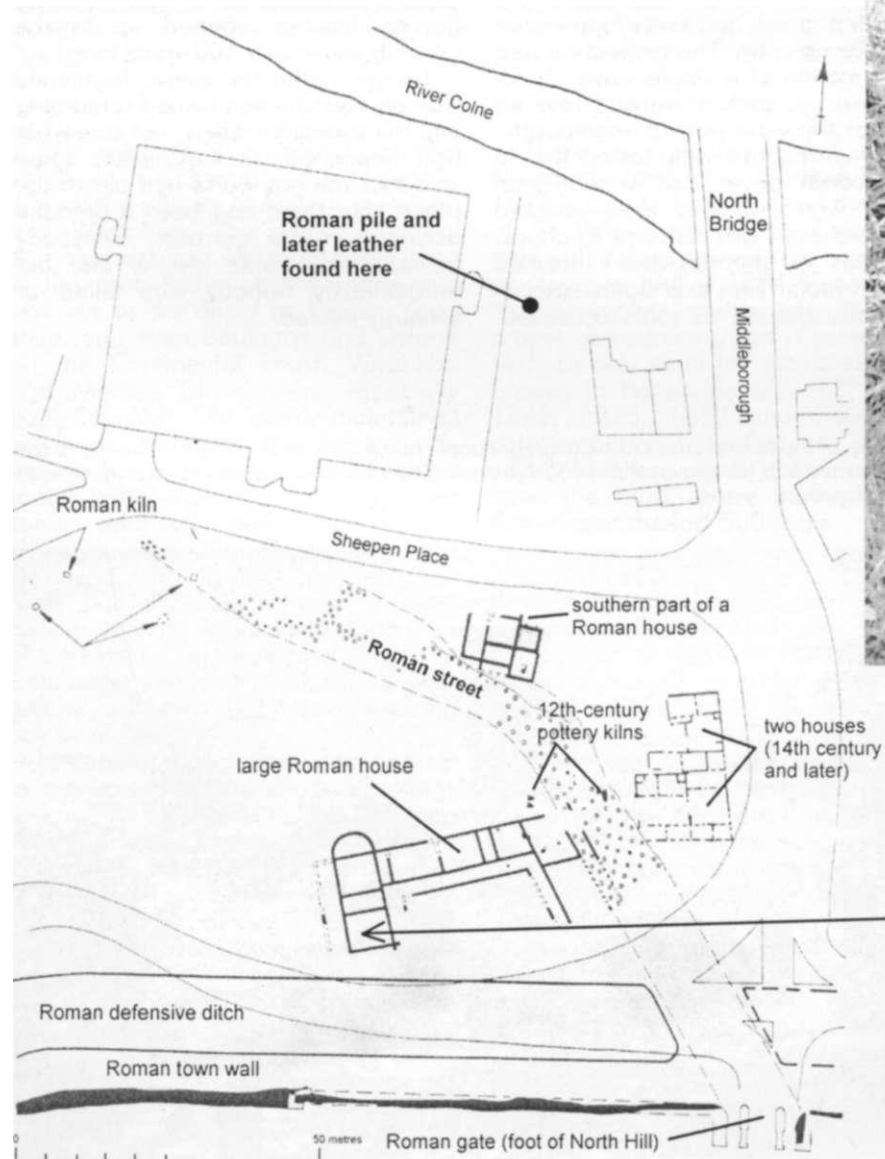 River Colne
North
Bridge
Roman pile and
later leather
found here
Middleborough
Roman kiln
Sheepen Place
southern part of a
Roman house
Roman street
12th-century
pottery kilns
two houses
(14th century
and later)
large Roman house
Roman defensive ditch
Roman town wall
0
50 metres
Roman gate (foot of North Hill)